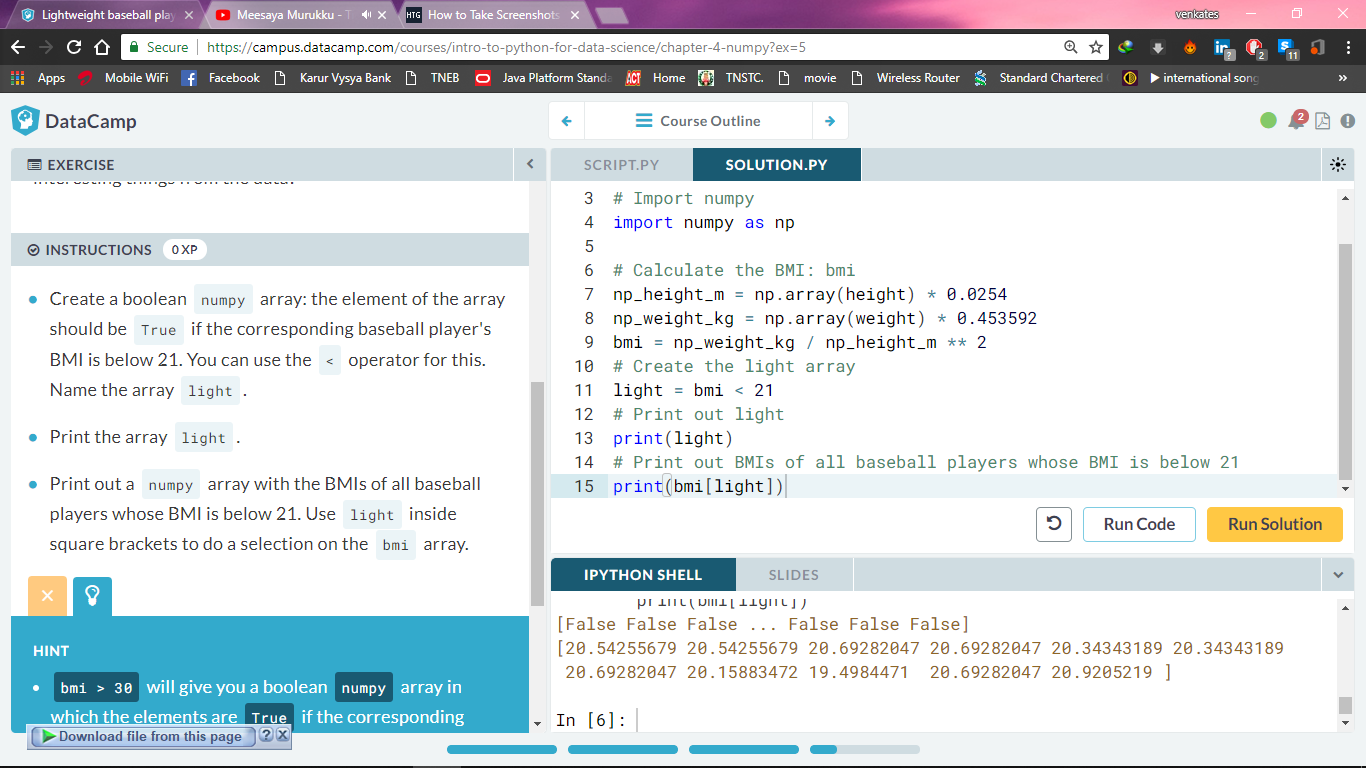 Lightweight baseball play
Meesaya Murukku - T
HTG How to Take Screenshots
venkates
Secure https://campus.datacamp.com/courses/intro-to-python-for-data-science/chapter-4-numpy?ex=5
Apps Mobile WiFi Facebook Karur Vysya Bank TNEB Java Platform Standa ACT Home TNSTC. movie Wireless Router Standard Chartered international song »
DataCamp
Course Outline
2
EXERCISE
SCRIPT.PY SOLUTION.PY
interesting things from the data!
INSTRUCTIONS 0 XP
Create a boolean numpy array: the element of the array
should be True if the corresponding baseball player's
BMI is below 21. You can use the < operator for this.
Name the array light .
Print the array light .
Print out a numpy array with the BMIs of all baseball
players whose BMI is below 21. Use light inside
square brackets to do a selection on the bmi array.
HINT
bmi > 30 will give you a boolean numpy array in
which the elements are True if the corresponding
Download file from this page ? X
3 # Import numpy
4 import numpy as np
5
6 # Calculate the BMI: bmi
7 np_height_m = np.array(height) * 0.0254
8 np_weight_kg = np.array(weight) * 0.453592
9 bmi = np_weight_kg / np_height_m ** 2
10 # Create the light array
11 light = bmi < 21
12 # Print out light
13 print(light)
14 # Print out BMIs of all baseball players whose BMI is below 21
15 print(bmi[light])
Run Code Run Solution
IPYTHON SHELL SLIDES
print(bmi[light])
[False False False ... False False False]
[20.54255679 20.54255679 20.69282047 20.69282047 20.34343189 20.34343189
20.69282047 20.15883472 19.4984471 20.69282047 20.9205219 ]
In [6]: